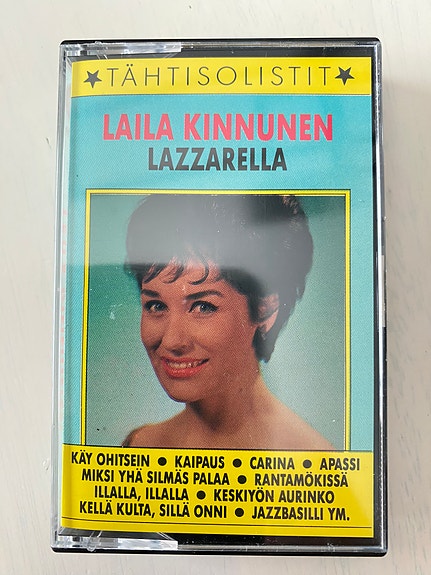 ★TÄHTISOLISTIT★
LAILA KINNUNEN
LAZZARELLA
KÄY OHITSEIN ● KAIPAUS ● CARINA ● APASSI
MIKSI YHÄ SILMÄS PALAA ● RANTAMÖKISSÄ
ILLALLA, ILLALLA ● KESKIYÖN AURINKO
KELLÄ KULTA, SILLÄ ONNI ● JAZZBASILLI YM.